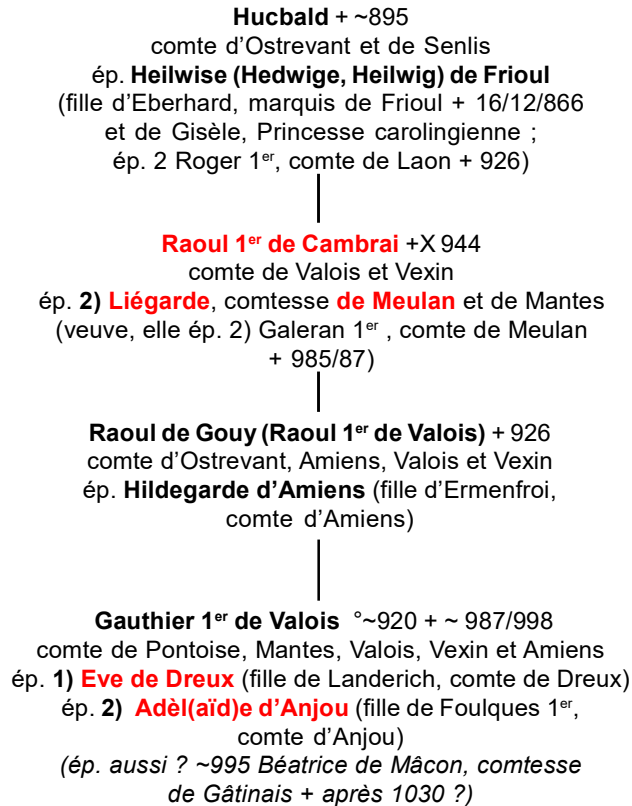 Hucbald + ~895
comte d'Ostrevant et de Senlis
ép. Heilwise (Hedwige, Heilwig) de Frioul
(fille d'Eberhard, marquis de Frioul + 16/12/866
et de Gisèle, Princesse carolingienne ;
ép. 2 Roger 1er, comte de Laon + 926)
Raoul 1er de Cambrai +X 944
comte de Valois et Vexin
ép. 2) Liégarde, comtesse de Meulan et de Mantes
(veuve, elle ép. 2) Galeran 1er , comte de Meulan
+ 985/87)
Raoul de Gouy (Raoul 1er de Valois) + 926
comte d'Ostrevant, Amiens, Valois et Vexin
ép. Hildegarde d'Amiens (fille d'Ermenfroi,
comte d'Amiens)
Gauthier 1er de Valois °~920 + ~ 987/998
comte de Pontoise, Mantes, Valois, Vexin et Amiens
ép. 1) Eve de Dreux (fille de Landerich, comte de Dreux)
ép. 2) Adèl(aïd)e d'Anjou (fille de Foulques 1er,
comte d'Anjou)
(ép. aussi ? ~995 Béatrice de Mâcon, comtesse
de Gâtinais + après 1030 ?)